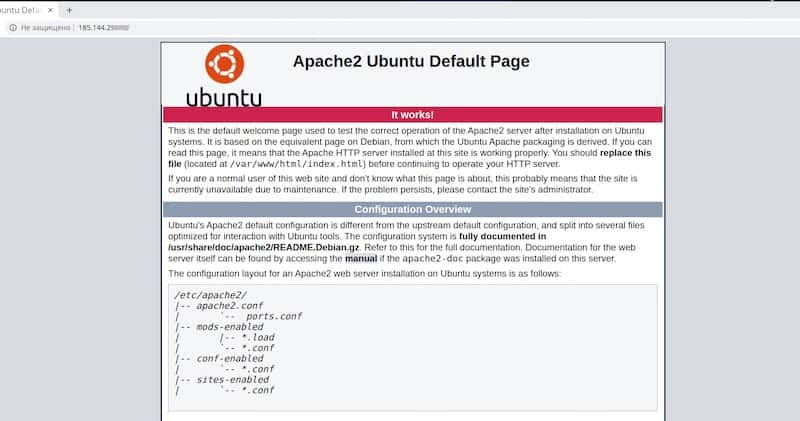 untu Defau
Не защищено
185.144.29
Apache2 Ubuntu Default Page
ubuntu
It works!
This is the default welcome page used to test the correct operation of the Apache2 server after installation on Ubuntu
systems. It is based on the equivalent page on Debian, from which the Ubuntu Apache packaging is derived. If you can
read this page, it means that the Apache HTTP server installed at this site is working properly. You should replace this
file (located at /var/www/html/index.html) before continuing to operate your HTTP server.
If you are a normal user of this web site and don't know what this page is about, this probably means that the site is
currently unavailable due to maintenance. If the problem persists, please contact the site's administrator.
Configuration Overview
Ubuntu's Apache2 default configuration is different from the upstream default configuration, and split into several files
optimized for interaction with Ubuntu tools. The configuration system is fully documented in
/usr/share/doc/apache2/README.Debian.gz. Refer to this for the full documentation. Documentation for the web
server itself can be found by accessing the manual if the apache2-doc package was installed on this server.
The configuration layout for an Apache2 web server installation on Ubuntu systems is as follows:
/etc/apache2/
|-- apache2.conf
|       `--  ports.conf
|-- mods-enabled
|       |-- *.load
|       `-- *.conf
|-- conf-enabled
|       `-- *.conf
|-- sites-enabled
|       `-- *.conf